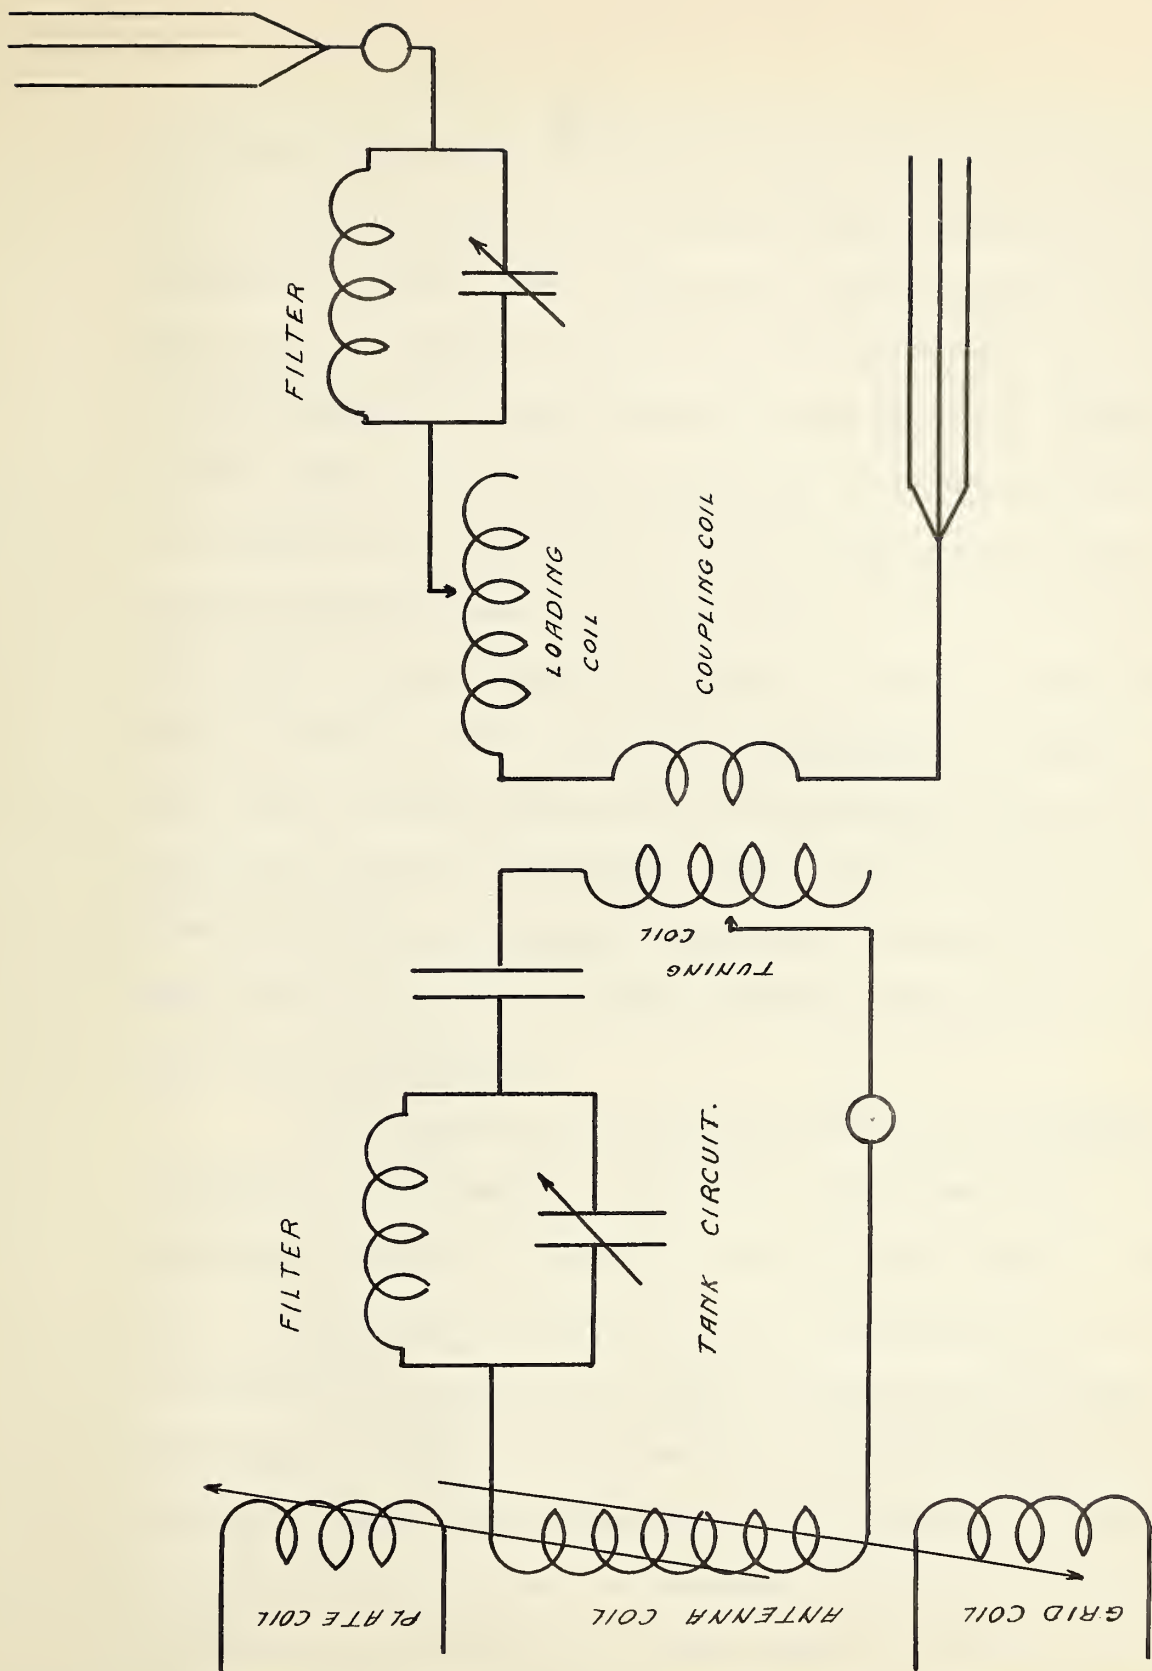 FILTER
LOADING
COIL
COUPLING COIL
TUNING
COIL
FILTER
TANK CIRCUIT.
PLATE COIL
ANTENNA COIL
GRID COIL